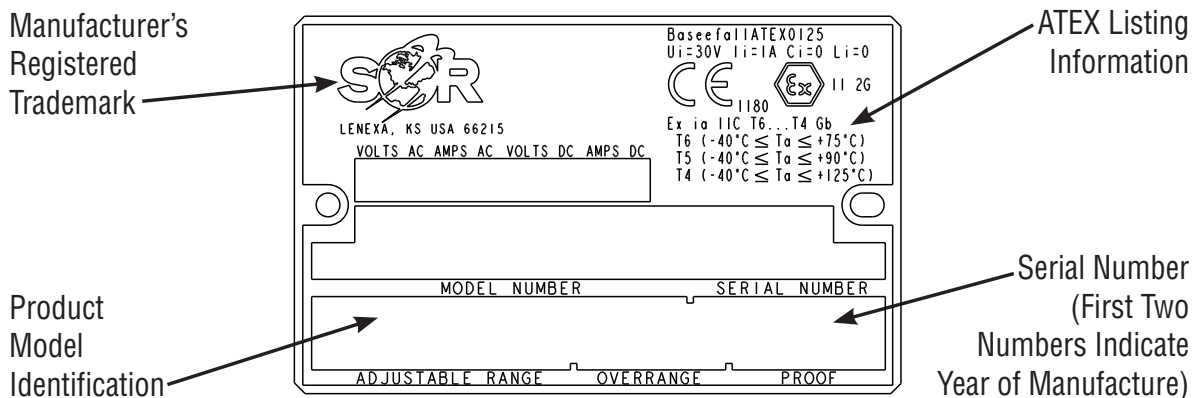 Manufacturer's
Registered
Trademark
SOR
LENEXA, KS USA 66215
VOLTS AC AMPS AC VOLTS DC AMPS DC
Baseefa11ATEX0125
Ui=30V Ii=1A Ci=0 Li=0
CE 1180 Ex II 2G
Ex ia IIC T6...T4 Gb
T6 (-40°C ≤ Ta ≤ +75°C)
T5 (-40°C ≤ Ta ≤ +90°C)
T4 (-40°C ≤ Ta ≤ +125°C)
ATEX Listing
Information
MODEL NUMBER SERIAL NUMBER
ADJUSTABLE RANGE OVERRANGE PROOF
Product
Model
Identification
Serial Number
(First Two
Numbers Indicate
Year of Manufacture)